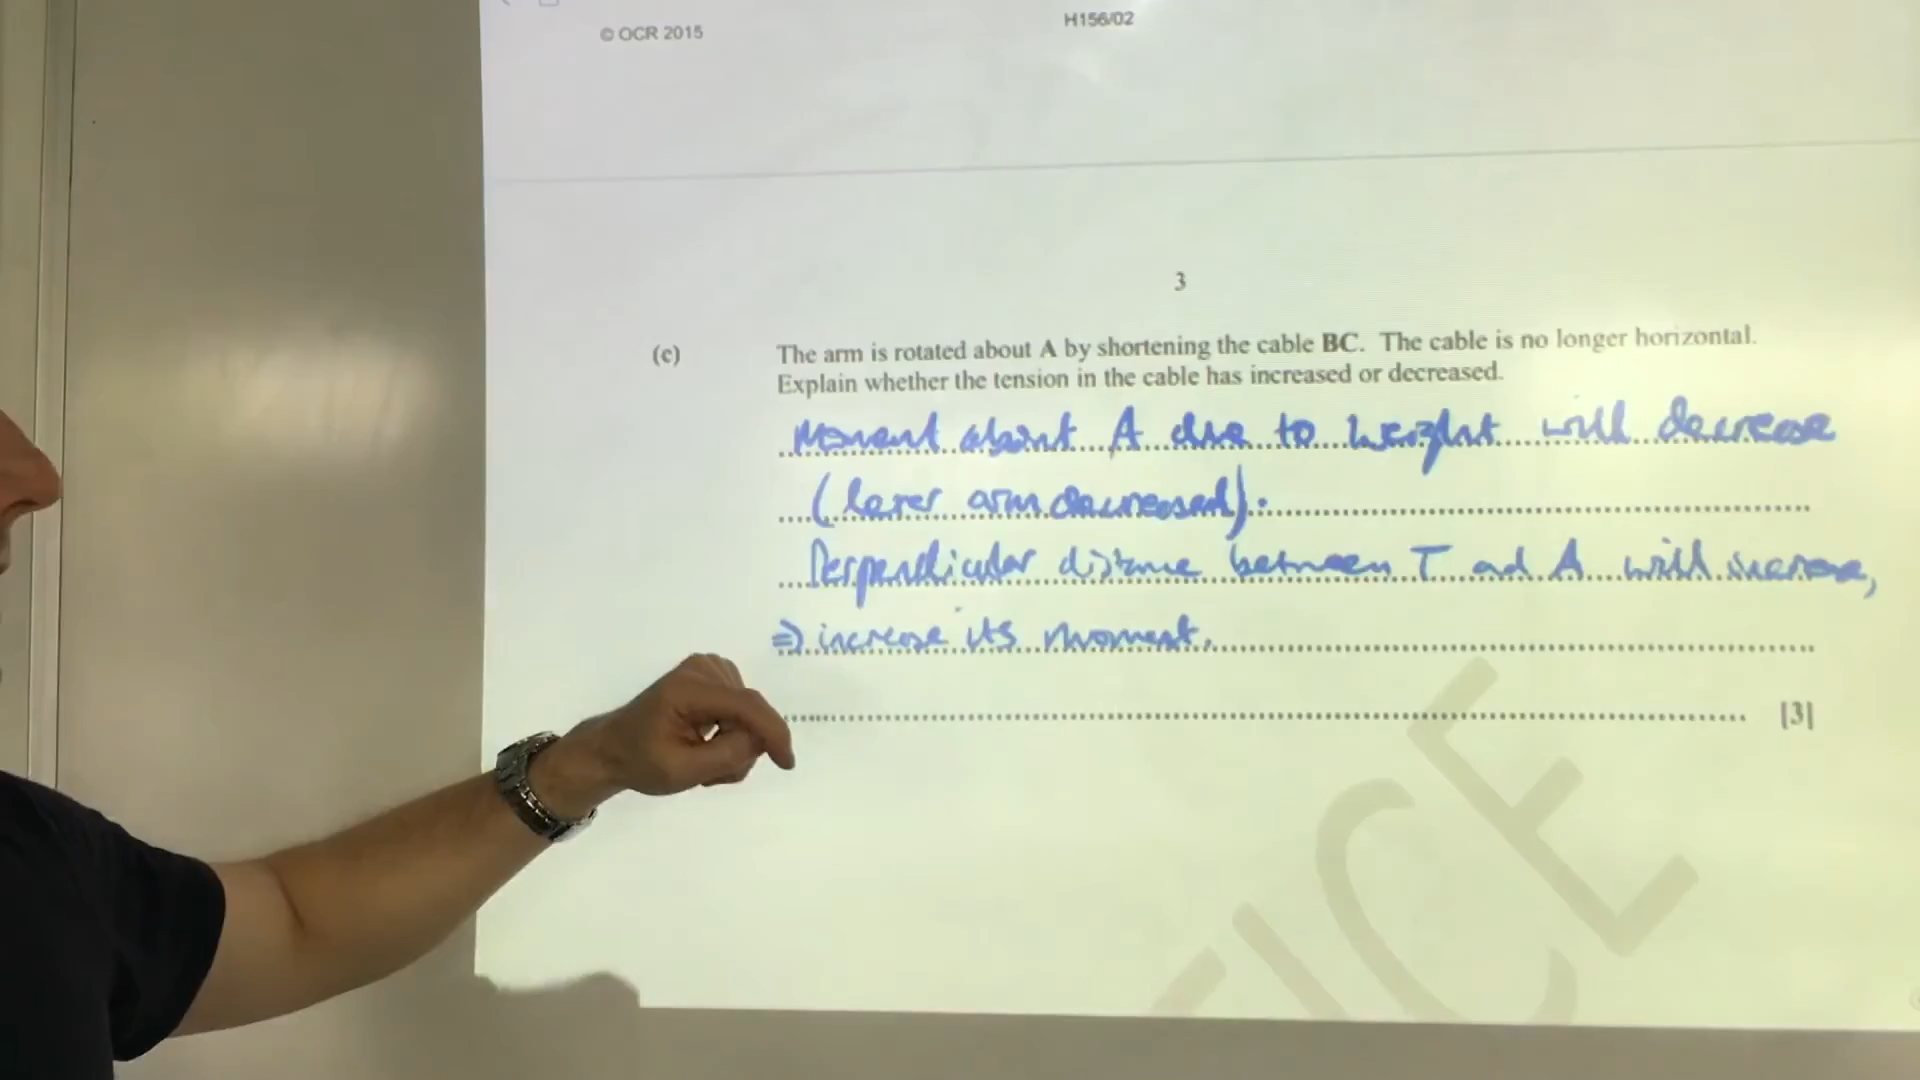 © OCR 2015 H156/02
3
(c) The arm is rotated about A by shortening the cable BC. The cable is no longer horizontal.
Explain whether the tension in the cable has increased or decreased.
Moment about A due to weight will decrease
(lever arm decreased).
Perpendicular distance between T and A will increase,
⇒ increase its moment.
[3]
ICE